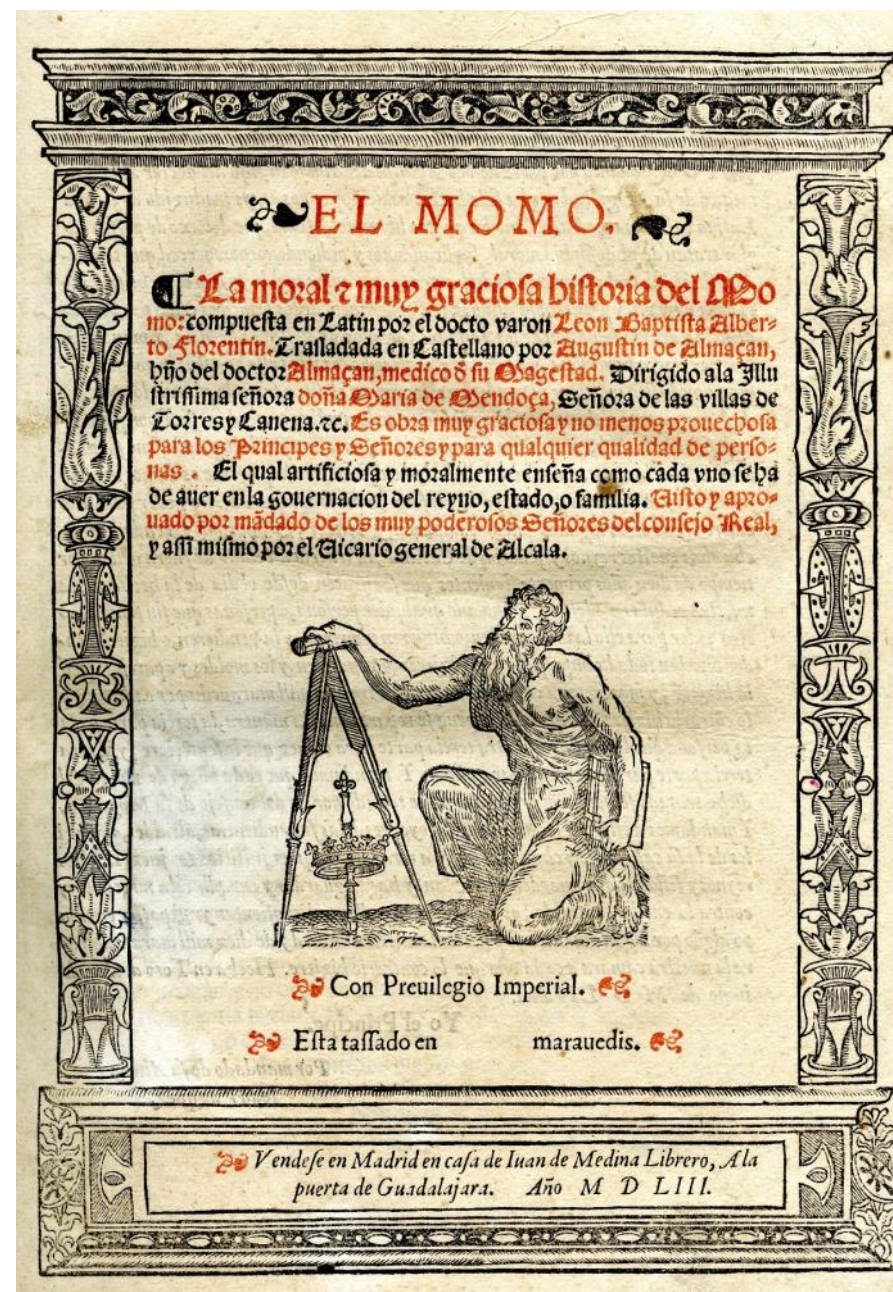 EL MOMO.
¶ La moral ⁊ muy graciosa historia del Mo
mo: compuesta en Latin por el docto varon Leon Baptista Alber-
to Florentin. Trasladada en Castellano por Augustin de Almaçan,
hijo del doctor Almaçan, medico d̃ su Magestad. Dirigido ala Illu
strissima señora doña Maria de Mendoça, Señora de las villas de
Torres y Canena. ⁊c. Es obra muy graciosa y no menos prouechosa
para los Principes y Señores y para qualquier qualidad de perso-
nas. El qual artificiosa y moralmente enseña como cada vno se ha
de auer en la gouernacion del reyno, estado, o familia. Uisto y apro-
uado por mãdado de los muy poderosos Señores del consejo Real,
y assi mismo por el Uicario general de Alcala.
Con Preuilegio Imperial.
Esta tassado en marauedis.
Vendese en Madrid en casa de Iuan de Medina Librero, A la
puerta de Guadalajara. Año M D LIII.